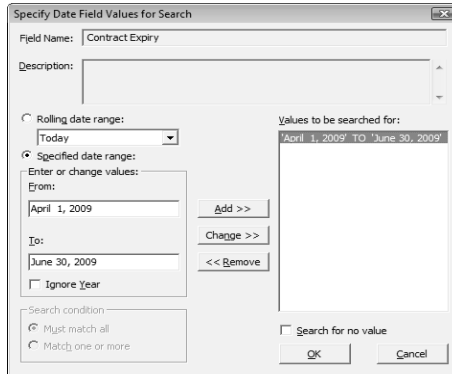 Specify Date Field Values for Search
Field Name: Contract Expiry
Description:
Rolling date range:
Today
Specified date range:
Enter or change values:
From:
April 1, 2009
To:
June 30, 2009
Ignore Year
Search condition
Must match all
Match one or more
Add >>
Change >>
<< Remove
Values to be searched for:
'April 1, 2009' TO 'June 30, 2009'
Search for no value
OK
Cancel